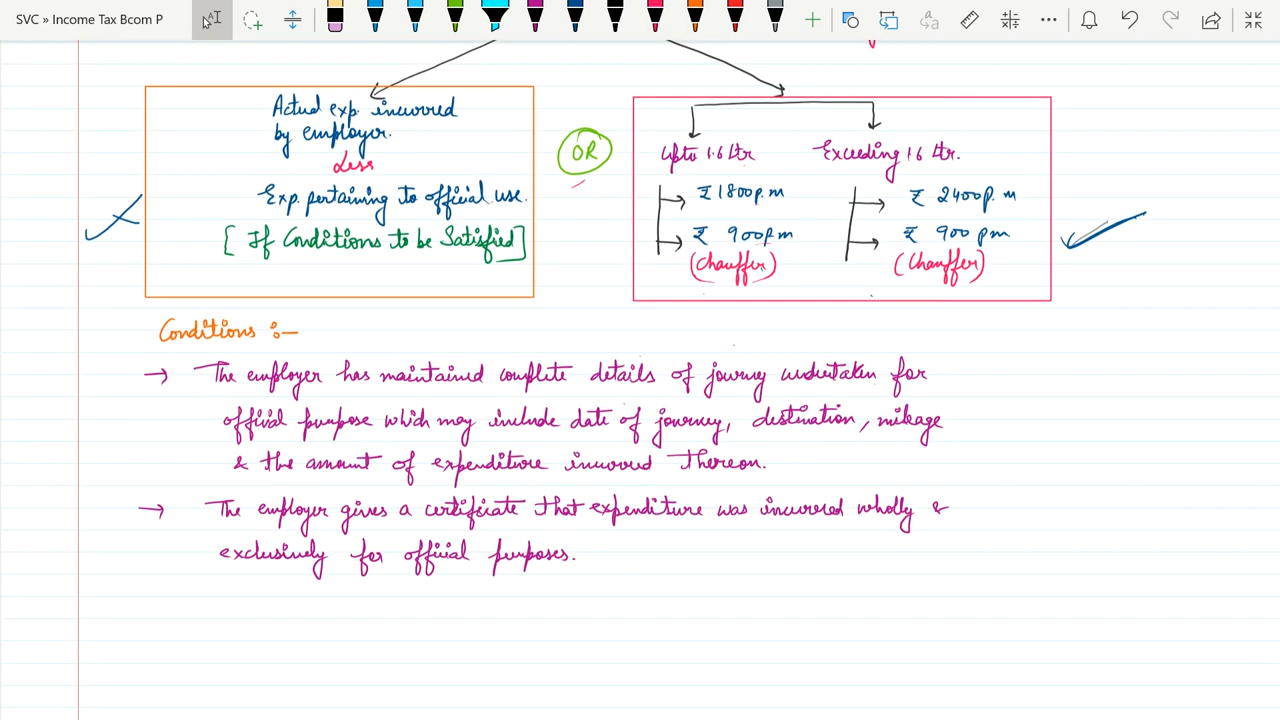 SVC » Income Tax Bcom P
Actual exp. incurred
by employer.
Less
Exp. pertaining to official use.
[ If Conditions to be Satisfied]
OR
Upto 1.6 ltr
₹ 1800 p.m
₹ 900 p.m
(Chauffer)
Exceeding 1.6 ltr.
₹ 2400 p.m
₹ 900 pm
(Chauffer)
Conditions :-
→ The employer has maintained complete details of journey undertaken for
official purpose which may include date of journey, destination, mileage
& the amount of expenditure incurred thereon.
→ The employer gives a certificate that expenditure was incurred wholly &
exclusively for official purposes.